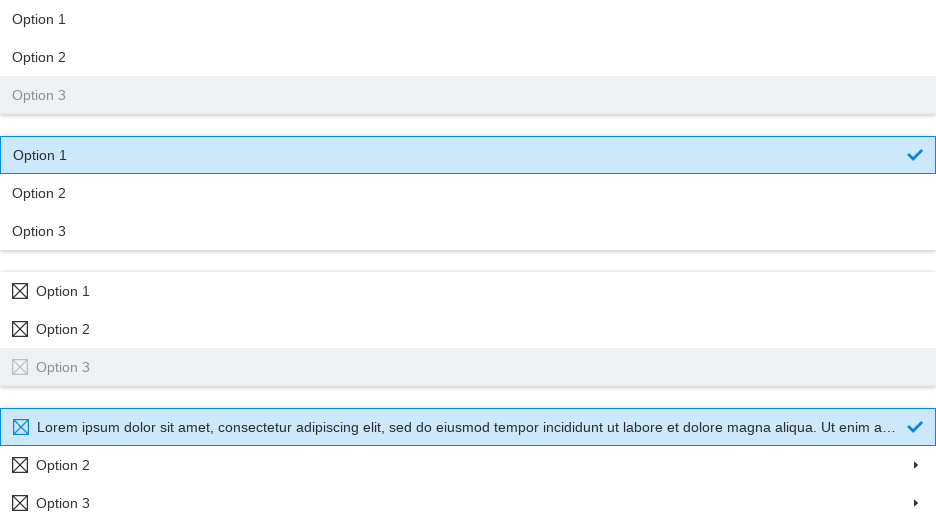 Option 1
Option 2
Option 3
Option 1
Option 2
Option 3
Option 1
Option 2
Option 3
Lorem ipsum dolor sit amet, consectetur adipiscing elit, sed do eiusmod tempor incididunt ut labore et dolore magna aliqua. Ut enim a…
Option 2
Option 3